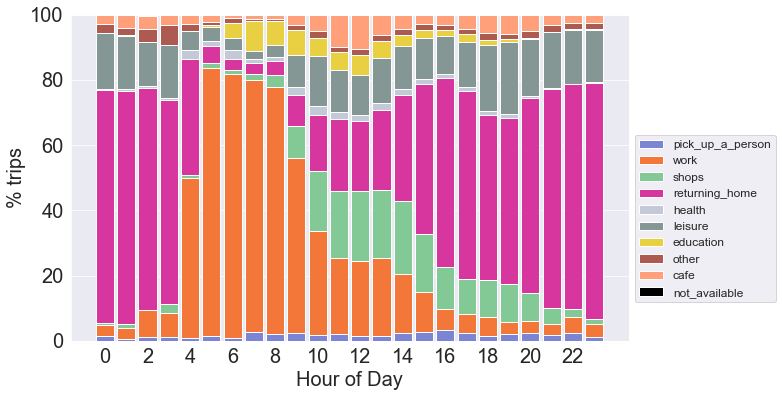 100
80
60
40
20
0
% trips
0 2 4 6 8 10 12 14 16 18 20 22
Hour of Day
pick_up_a_person
work
shops
returning_home
health
leisure
education
other
cafe
not_available